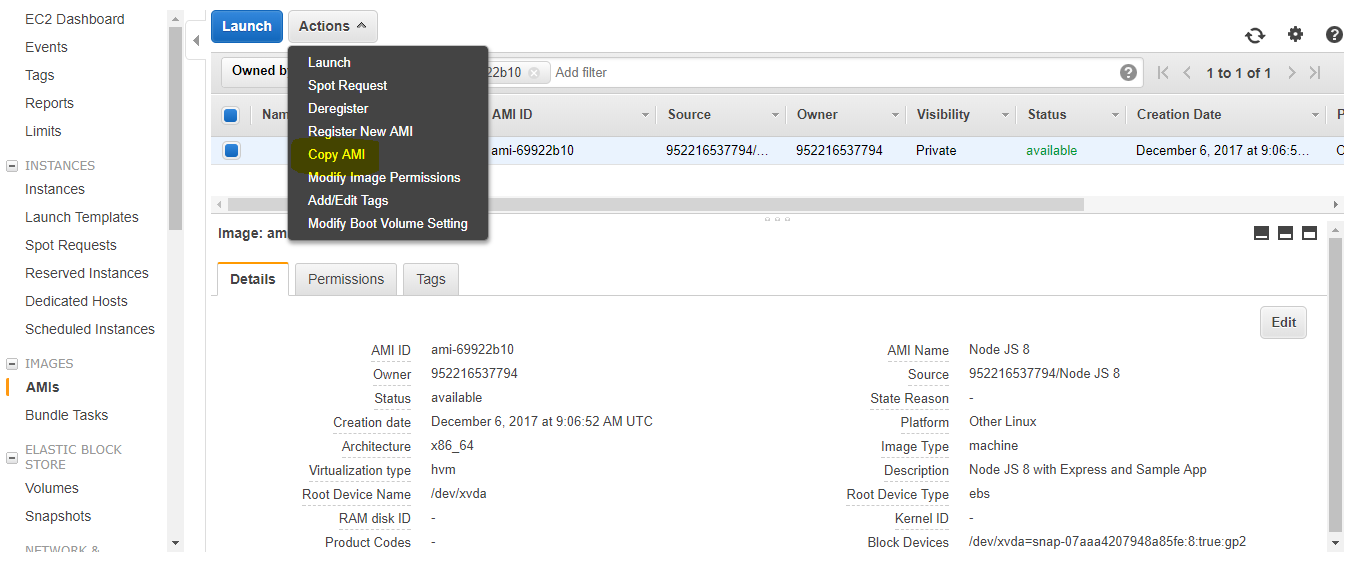 EC2 Dashboard
Events
Tags
Reports
Limits
INSTANCES
Instances
Launch Templates
Spot Requests
Reserved Instances
Dedicated Hosts
Scheduled Instances
IMAGES
AMIs
Bundle Tasks
ELASTIC BLOCK
STORE
Volumes
Snapshots
NETWORK &
Launch Actions
Launch
Spot Request
Deregister
Register New AMI
Copy AMI
Modify Image Permissions
Add/Edit Tags
Modify Boot Volume Setting
Owned b 22b10 Add filter 1 to 1 of 1
Nam AMI ID Source Owner Visibility Status Creation Date P
ami-69922b10 952216537794/... 952216537794 Private available December 6, 2017 at 9:06:5...
Image: am
Details Permissions Tags
Edit
AMI ID ami-69922b10 AMI Name Node JS 8
Owner 952216537794 Source 952216537794/Node JS 8
Status available State Reason -
Creation date December 6, 2017 at 9:06:52 AM UTC Platform Other Linux
Architecture x86_64 Image Type machine
Virtualization type hvm Description Node JS 8 with Express and Sample App
Root Device Name /dev/xvda Root Device Type ebs
RAM disk ID - Kernel ID -
Product Codes - Block Devices /dev/xvda=snap-07aaa4207948a85fe:8:true:gp2